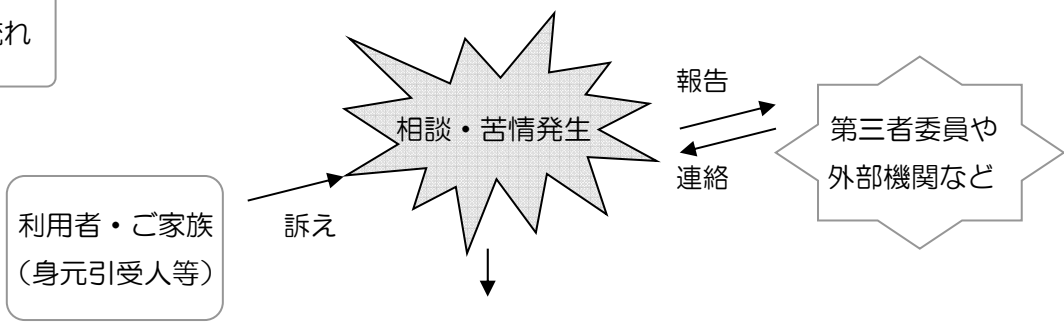 流れ
報告
相談・苦情発生
第三者委員や
外部機関など
連絡
利用者・ご家族
（身元引受人等）
訴え